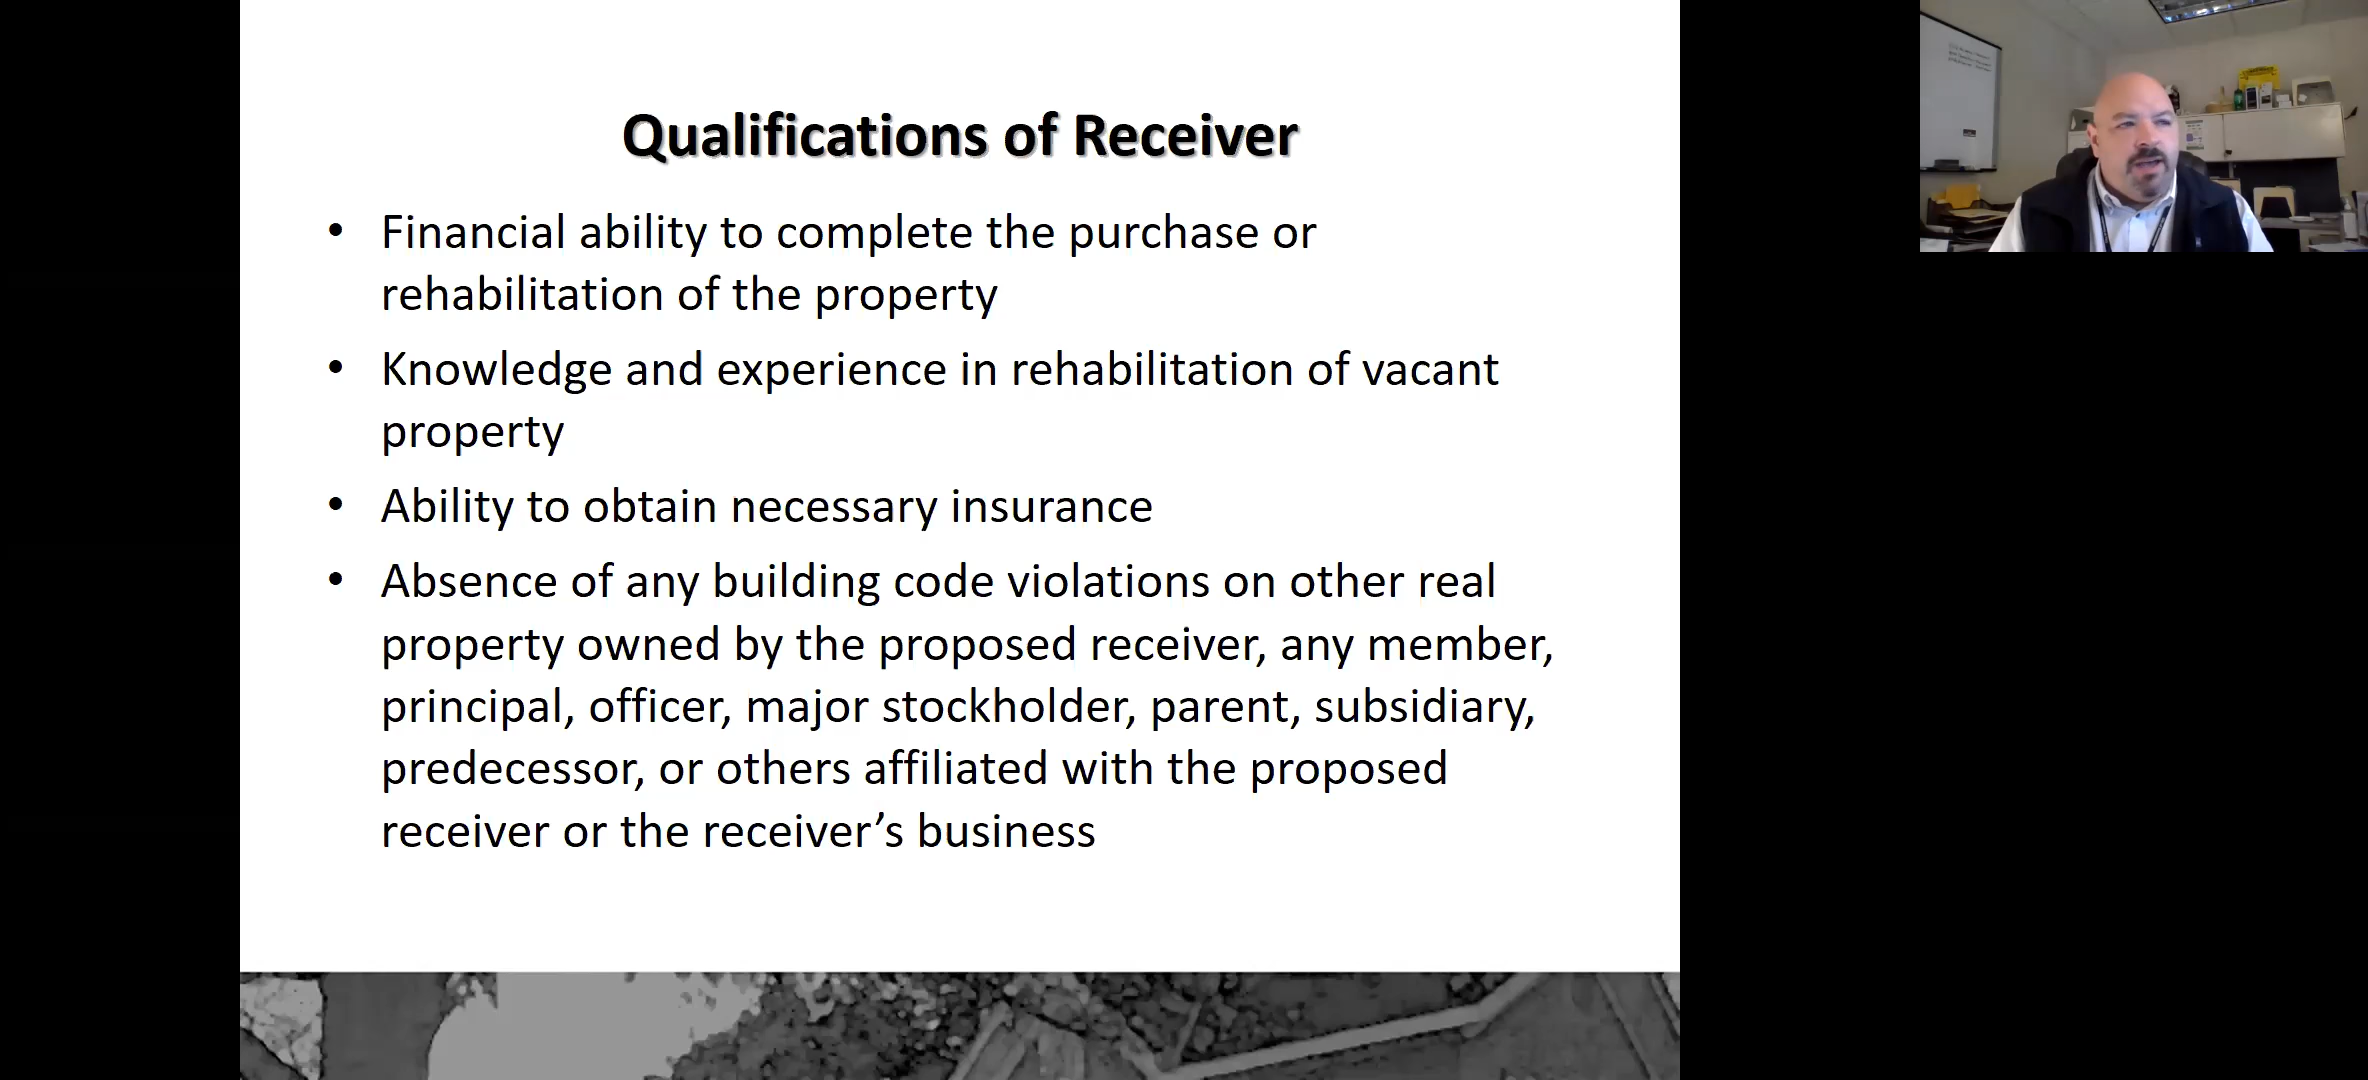 Qualifications of Receiver
• Financial ability to complete the purchase or
rehabilitation of the property
• Knowledge and experience in rehabilitation of vacant
property
• Ability to obtain necessary insurance
• Absence of any building code violations on other real
property owned by the proposed receiver, any member,
principal, officer, major stockholder, parent, subsidiary,
predecessor, or others affiliated with the proposed
receiver or the receiver’s business